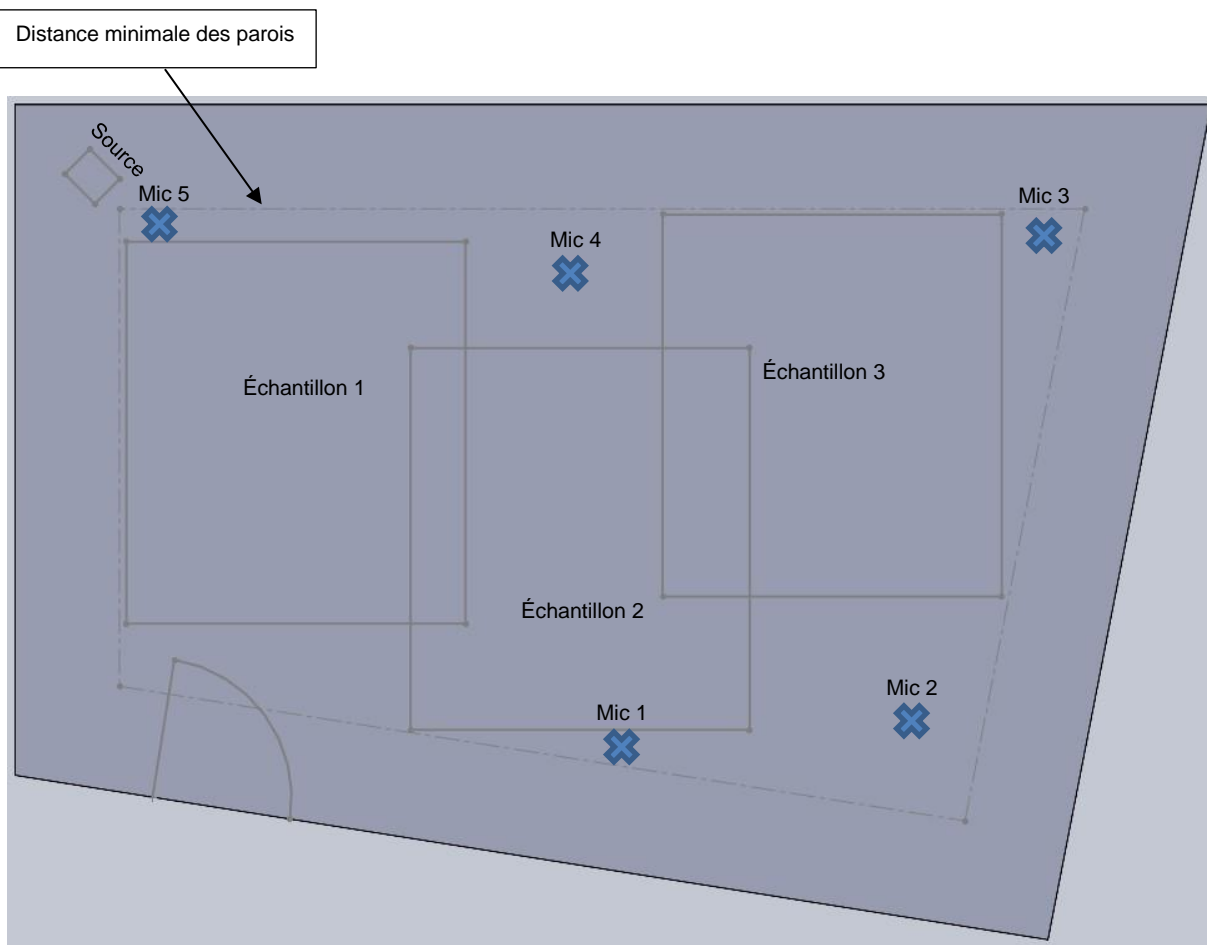 Distance minimale des parois
Source
Mic 5
Mic 3
Mic 4
Échantillon 1
Échantillon 3
Échantillon 2
Mic 2
Mic 1